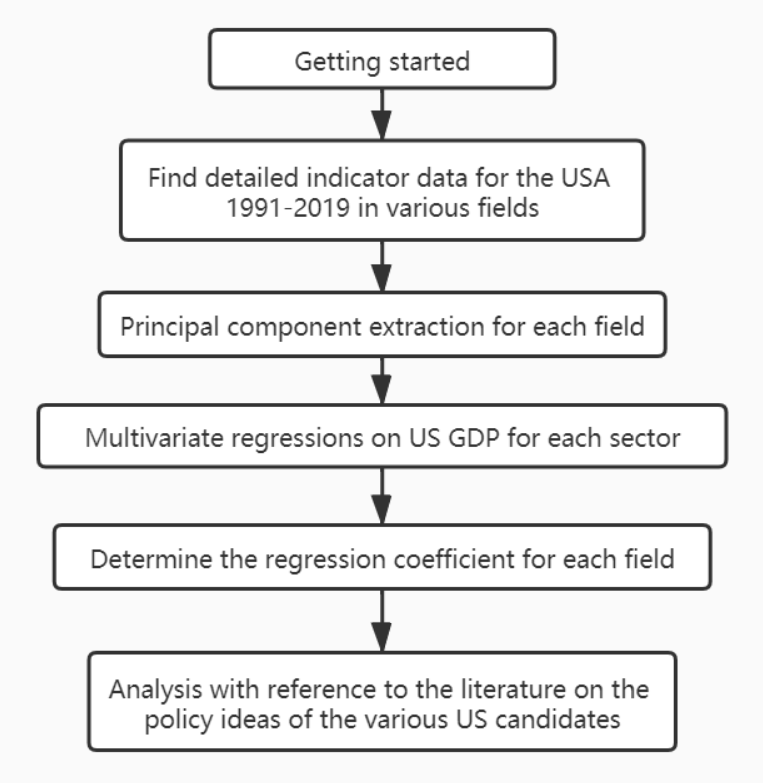 Getting started
Find detailed indicator data for the USA
1991-2019 in various fields
Principal component extraction for each field
Multivariate regressions on US GDP for each sector
Determine the regression coefficient for each field
Analysis with reference to the literature on the
policy ideas of the various US candidates